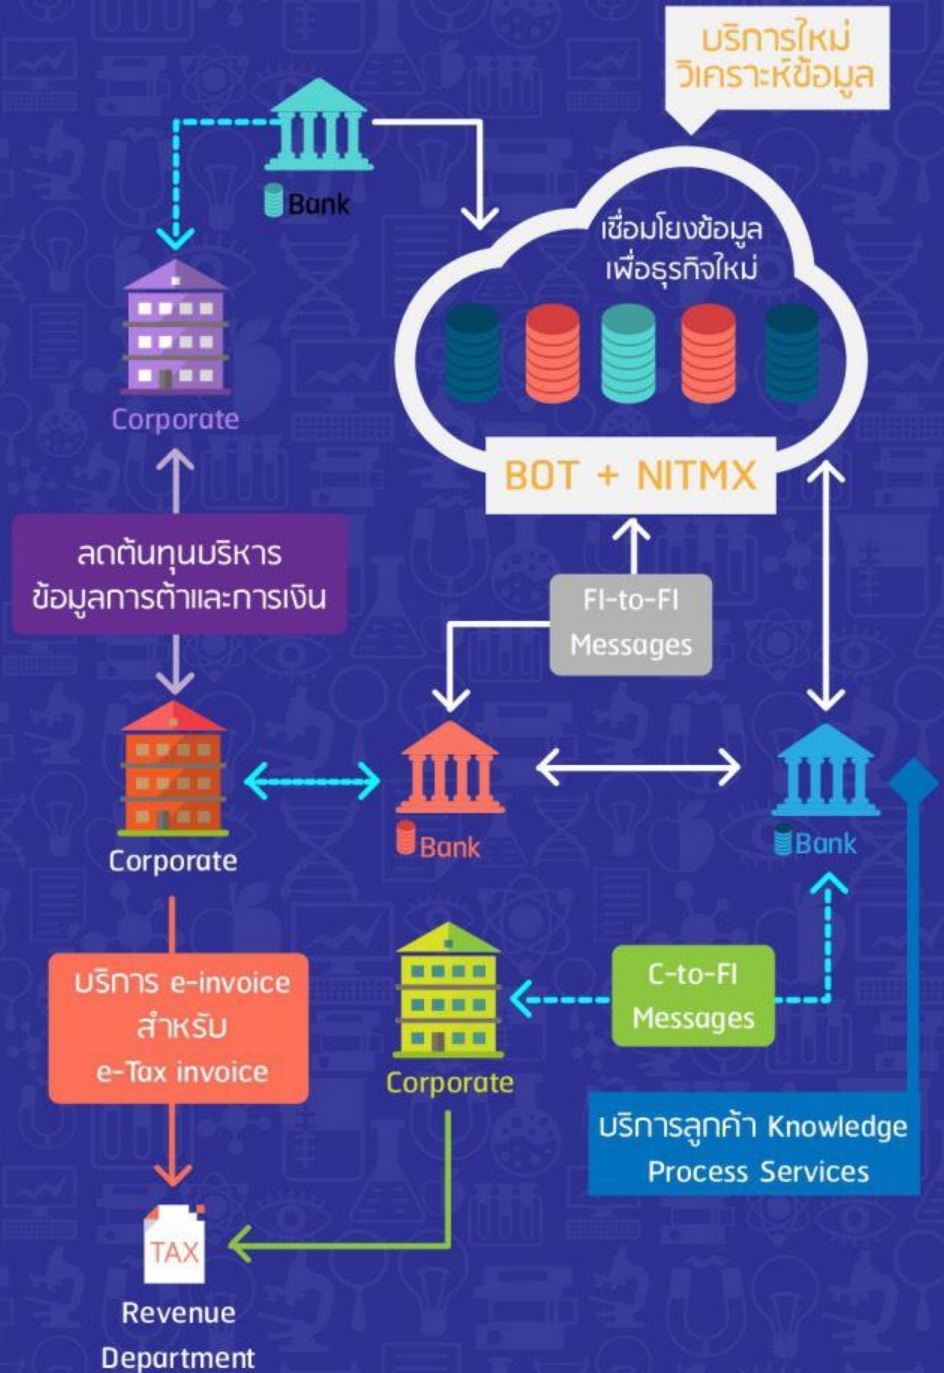 บริการใหม่
วิเคราะห์ข้อมูล
Bank
เชื่อมโยงข้อมูล
เพื่อธุรกิจใหม่
Corporate
BOT + NITMX
ลดต้นทุนบริหาร
ข้อมูลการต้าและการเงิน
FI-to-FI
Messages
Corporate
Bank
Bank
บริการ e-invoice
สำหรับ
e-Tax invoice
C-to-FI
Messages
Corporate
บริการลูกค้า Knowledge
Process Services
TAX
Revenue
Department